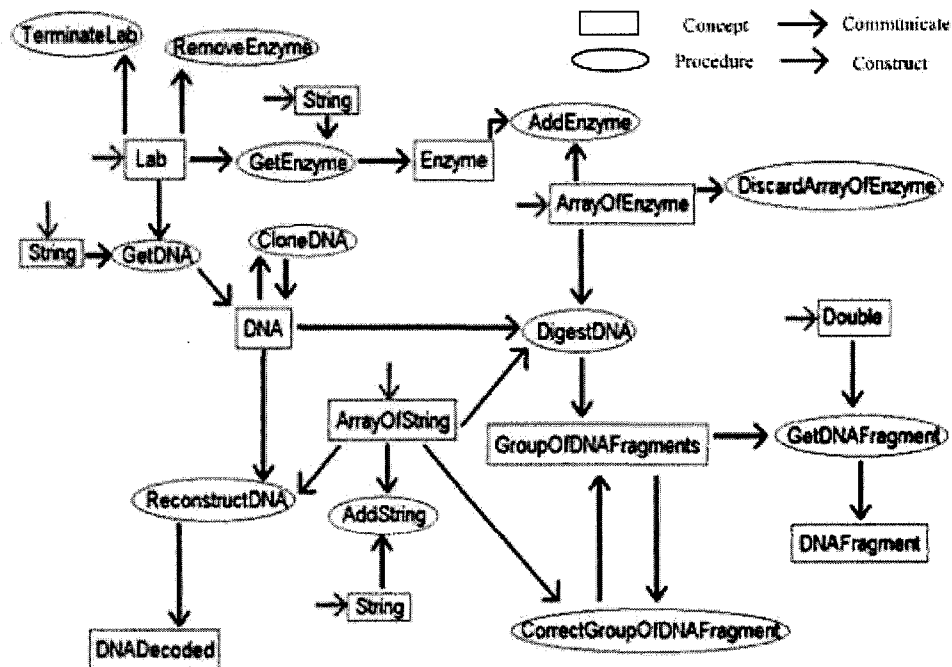 TerminateLab
RemoveEnzyme
Concept
Communicate
Procedure
Construct
String
AddEnzyme
Lab
GetEnzyme
Enzyme
DiscardArrayOfEnzyme
ArrayOfEnzyme
String
GetDNA
CloneDNA
DNA
DigestDNA
Double
ArrayOfString
GroupOfDNAFragments
GetDNAFragment
ReconstructDNA
AddString
DNAFragment
String
CorrectGroupOfDNAFragment
DNADecoded